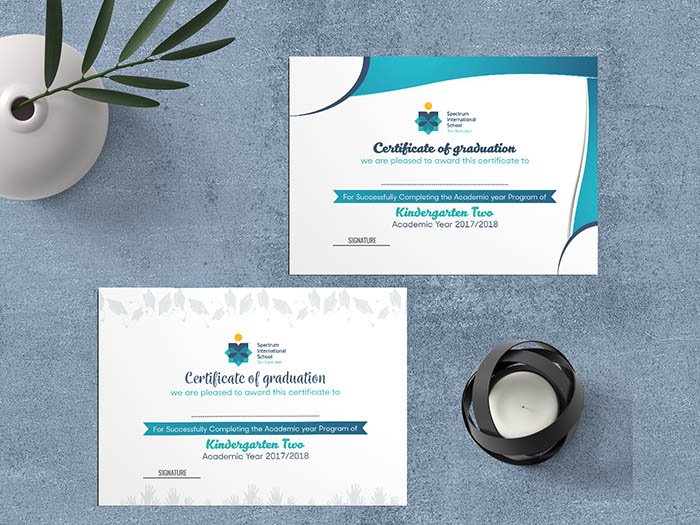 Spectrum
International
School
Certificate of graduation
we are pleased to award this certificate to
For Successfully Completing the Academic year Program of
Kindergarten Two
Academic Year 2017/2018
SIGNATURE
Spectrum
International
School
Certificate of graduation
we are pleased to award this certificate to
For Successfully Completing the Academic year Program of
Kindergarten Two
Academic Year 2017/2018
SIGNATURE